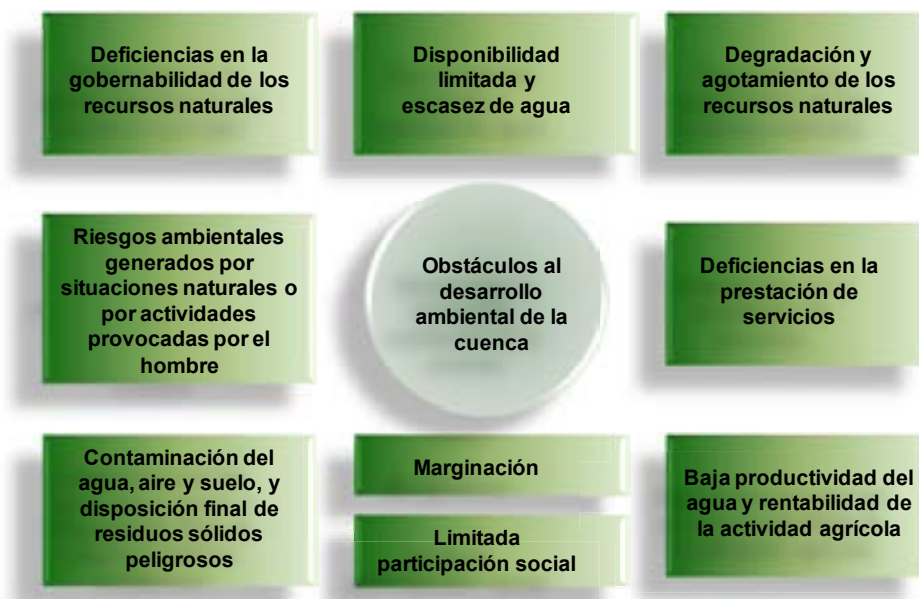 Deficiencias en la
gobernabilidad de los
recursos naturales
Disponibilidad
limitada y
escasez de agua
Degradación y
agotamiento de los
recursos naturales
Riesgos ambientales
generados por
situaciones naturales o
por actividades
provocadas por el
hombre
Obstáculos al
desarrollo
ambiental de la
cuenca
Deficiencias en la
prestación de
servicios
Contaminación del
agua, aire y suelo, y
disposición final de
residuos sólidos
peligrosos
Marginación
Limitada
participación social
Baja productividad del
agua y rentabilidad de
la actividad agrícola